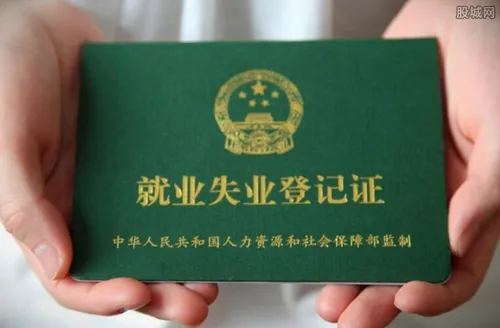 股城网
就业失业登记证
中华人民共和国人力资源和社会保障部监制